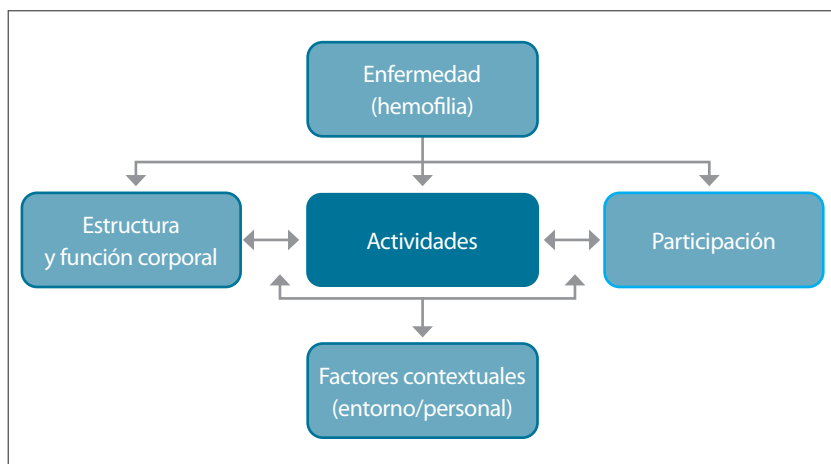 Enfermedad
(hemofilia)
Estructura
y función corporal
Actividades
Participación
Factores contextuales
(entorno/personal)